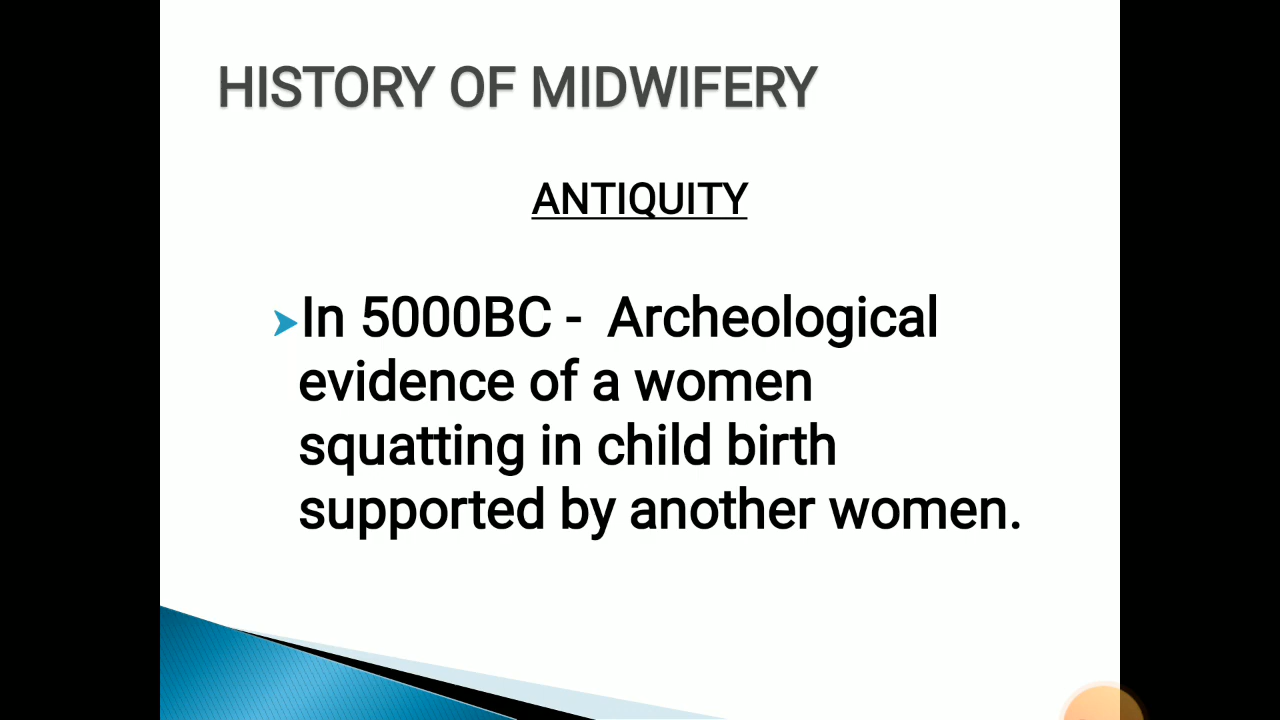 HISTORY OF MIDWIFERY
ANTIQUITY
➤In 5000BC - Archeological
evidence of a women
squatting in child birth
supported by another women.